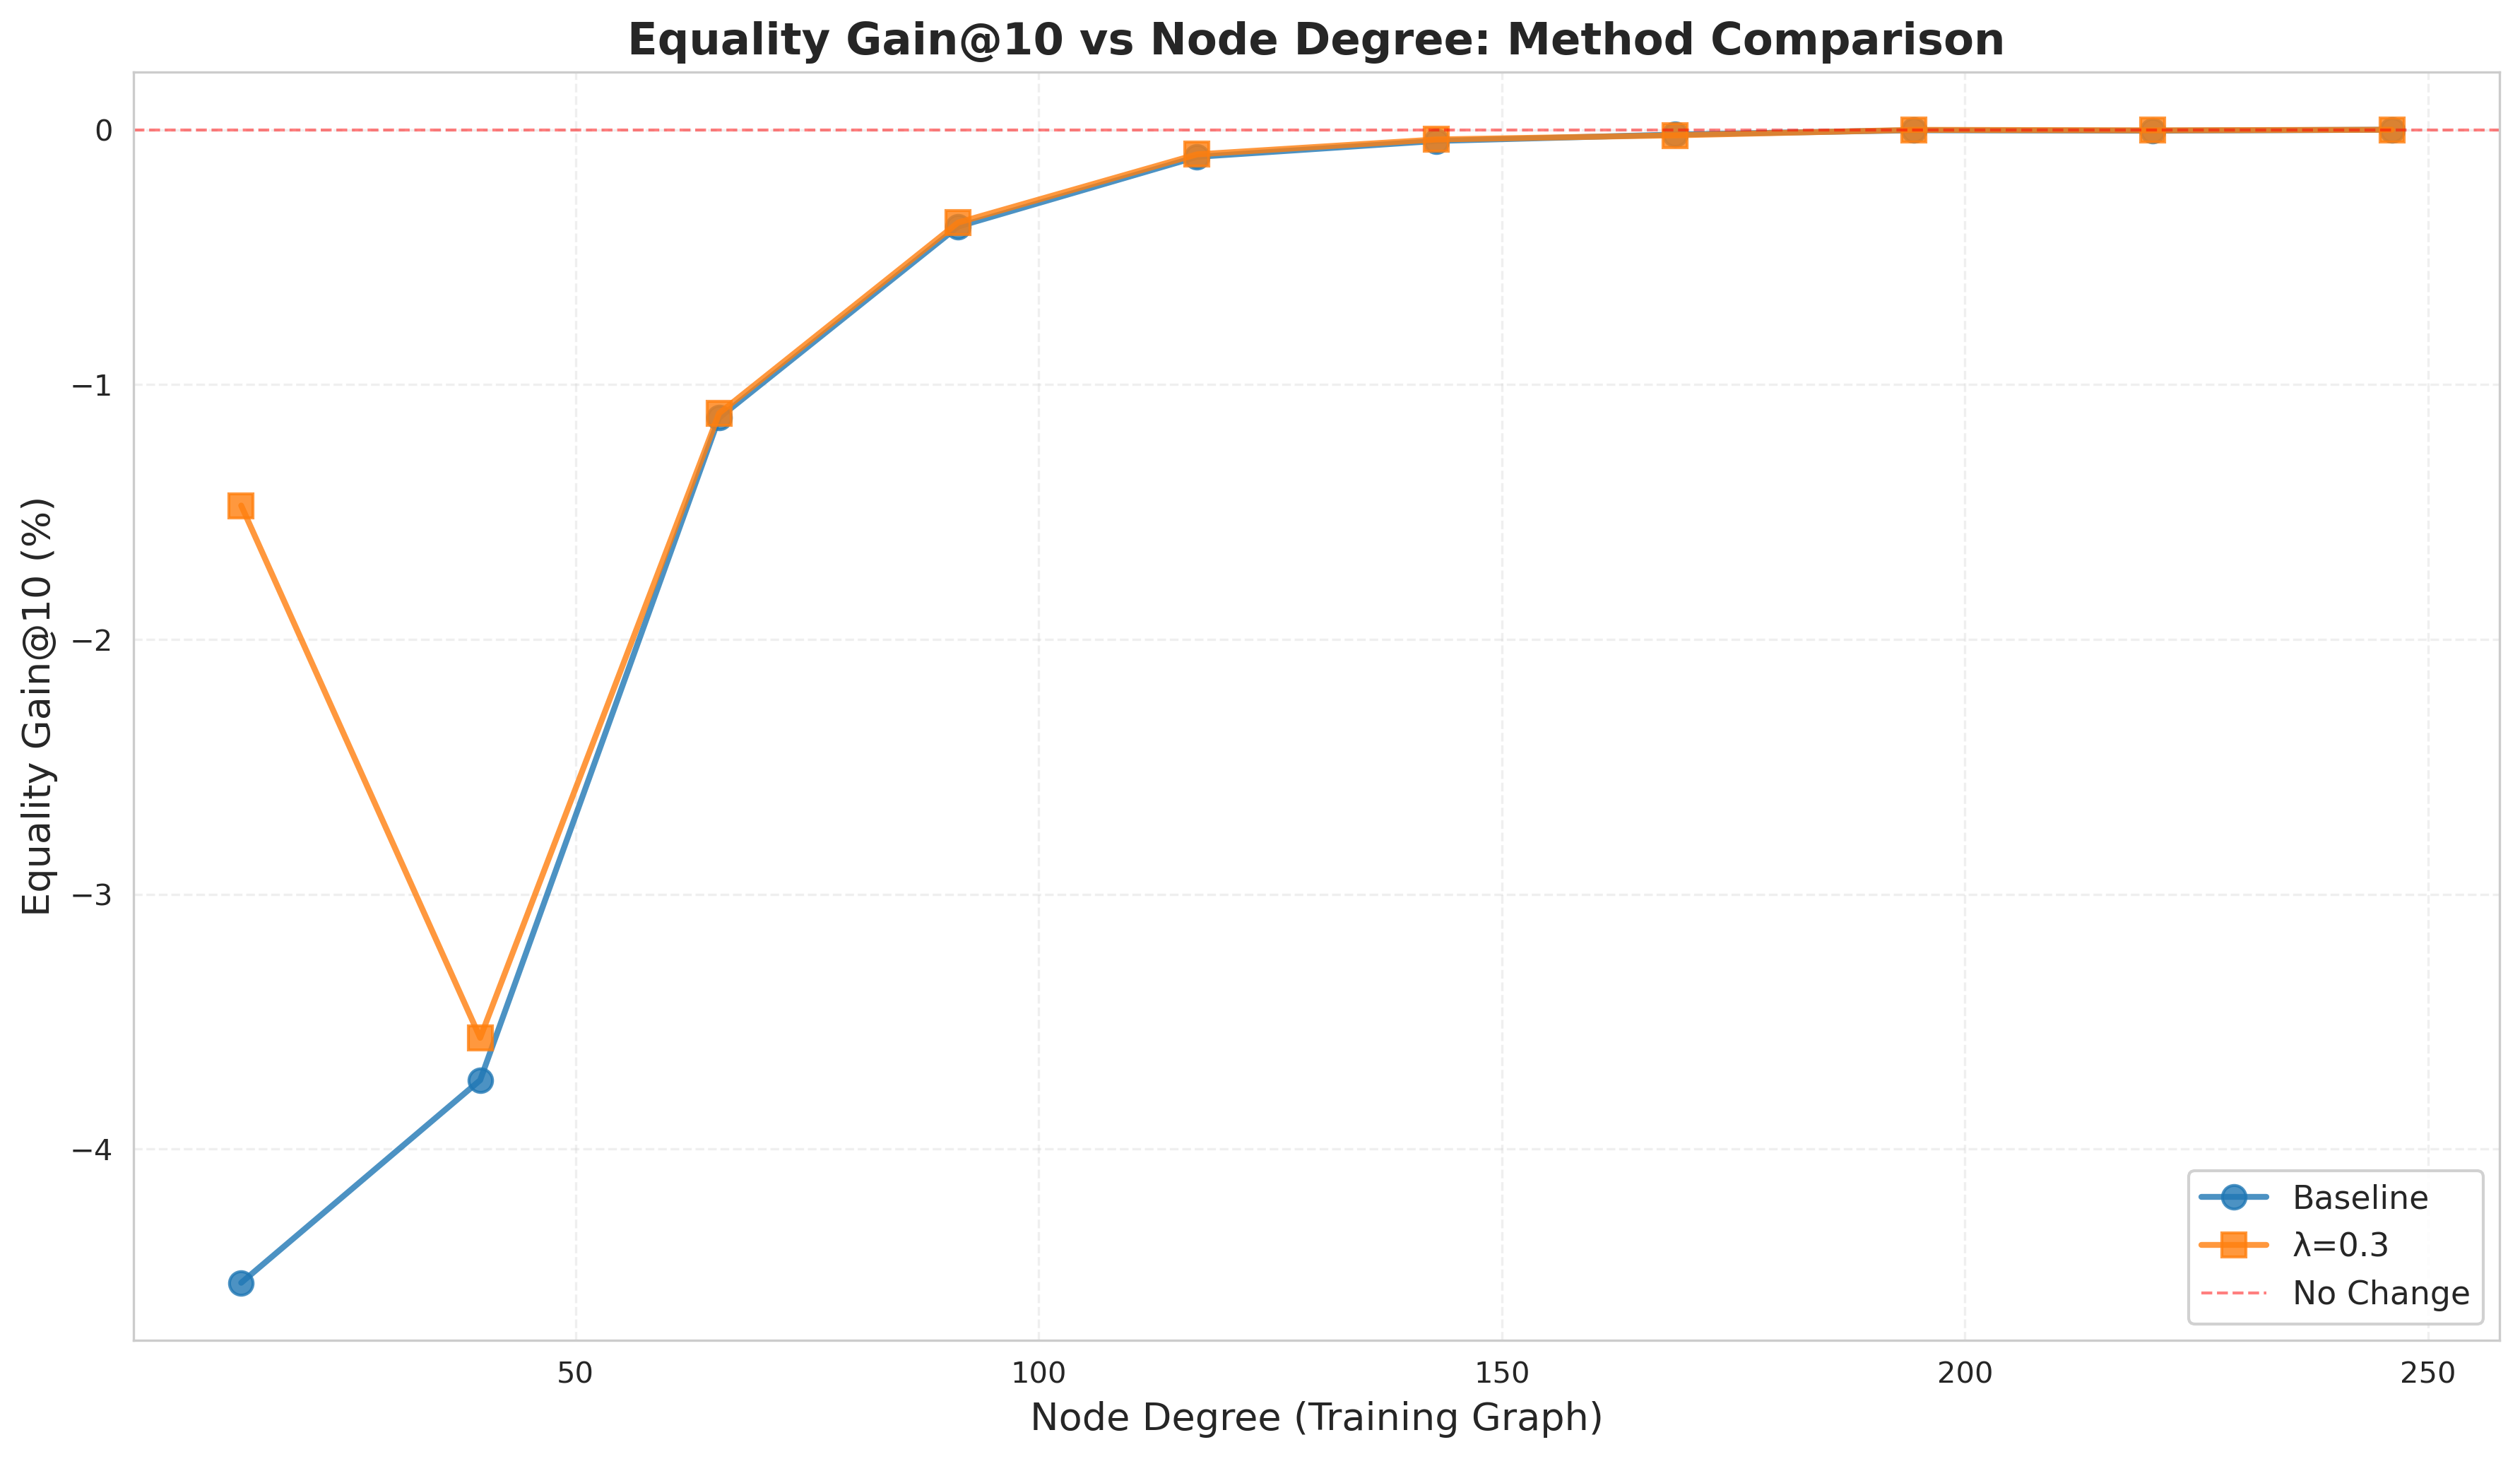 Equality Gain@10 vs Node Degree: Method Comparison
Equality Gain@10 (%)
0
−1
−2
−3
−4
50
100
150
200
250
Node Degree (Training Graph)
Baseline
λ=0.3
No Change